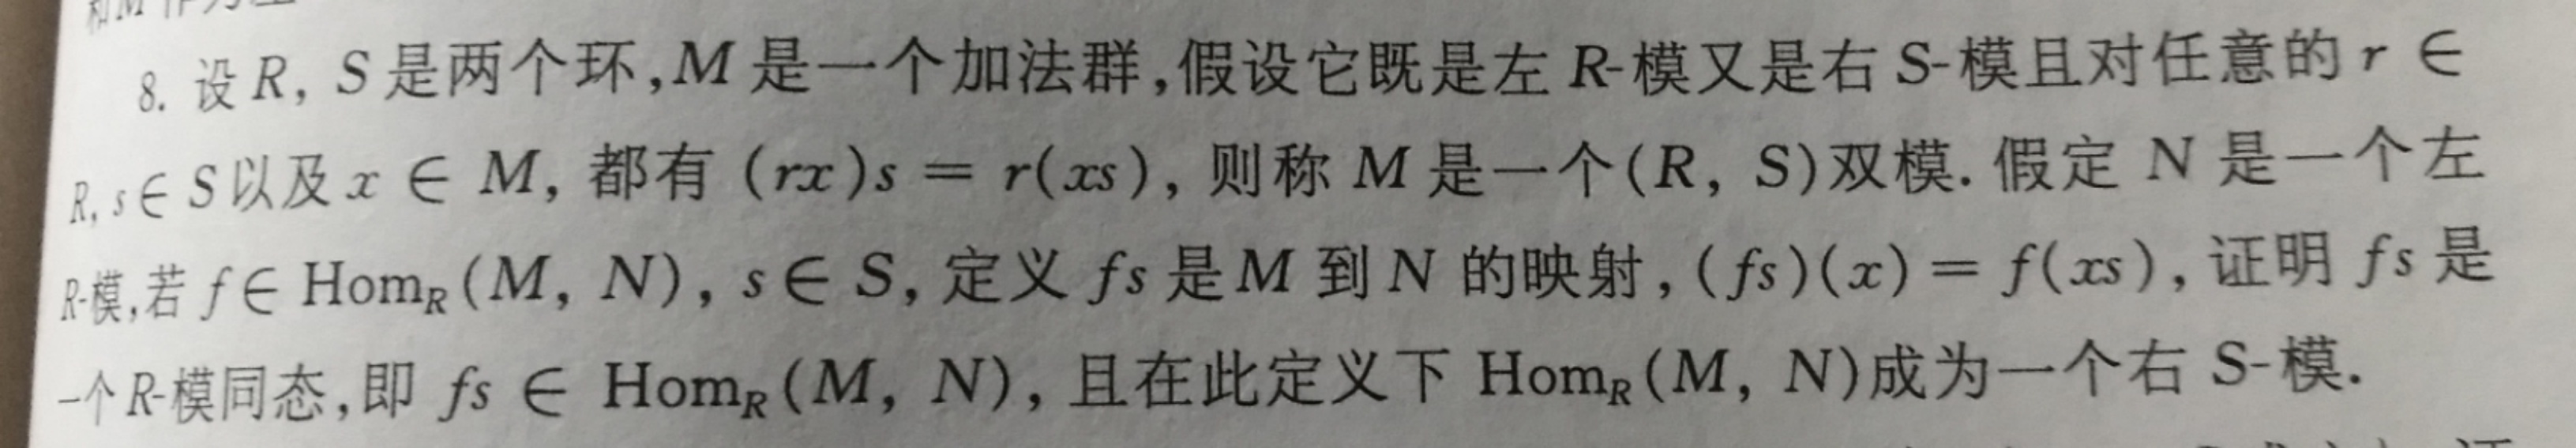 8. 设 R, S 是两个环,M 是一个加法群,假设它既是左 R-模又是右 S-模且对任意的 r ∈
R, s ∈ S 以及 x ∈ M, 都有 (rx)s = r(xs), 则称 M 是一个(R, S)双模. 假定 N 是一个左
R-模,若 f ∈ Hom_R(M, N), s ∈ S, 定义 fs 是 M 到 N 的映射,(fs)(x) = f(xs), 证明 fs 是
一个 R-模同态,即 fs ∈ Hom_R(M, N), 且在此定义下 Hom_R(M, N)成为一个右 S-模.